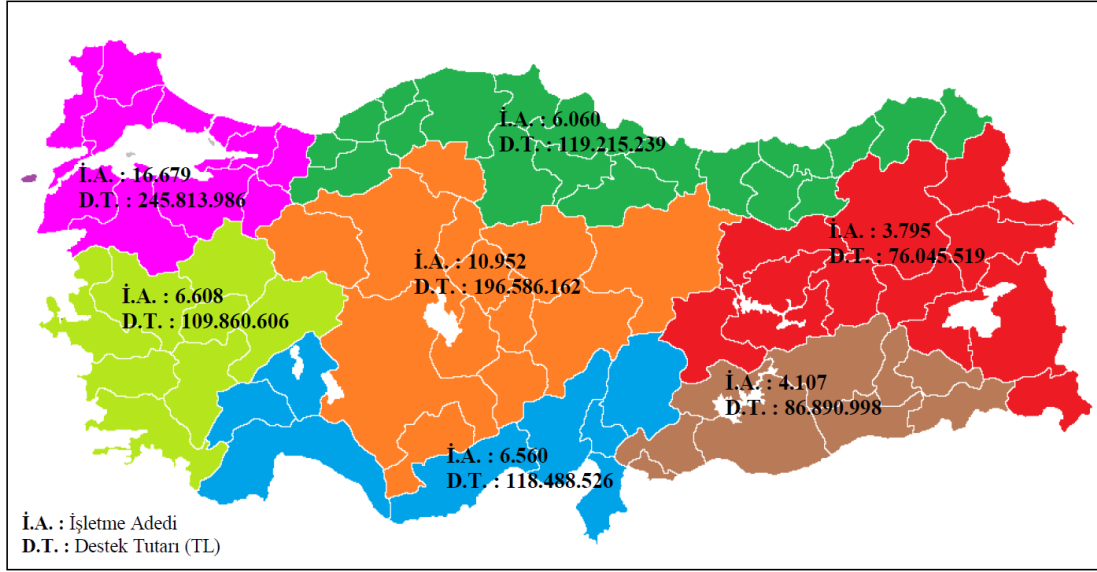 İ.A. : 6.060
D.T. : 119.215.239
İ.A. : 16.679
D.T. : 245.813.986
İ.A. : 3.795
D.T. : 76.045.519
İ.A. : 10.952
D.T. : 196.586.162
İ.A. : 6.608
D.T. : 109.860.606
İ.A. : 4.107
D.T. : 86.890.998
İ.A. : 6.560
D.T. : 118.488.526
İ.A. : İşletme Adedi
D.T. : Destek Tutarı (TL)